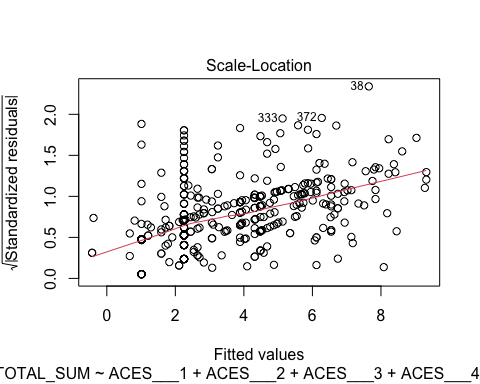 Scale-Location
√|Standardized residuals|
2.0
1.5
1.0
0.5
0.0
38
333
372
0 2 4 6 8
Fitted values
TOTAL_SUM ~ ACES___1 + ACES___2 + ACES___3 + ACES___4